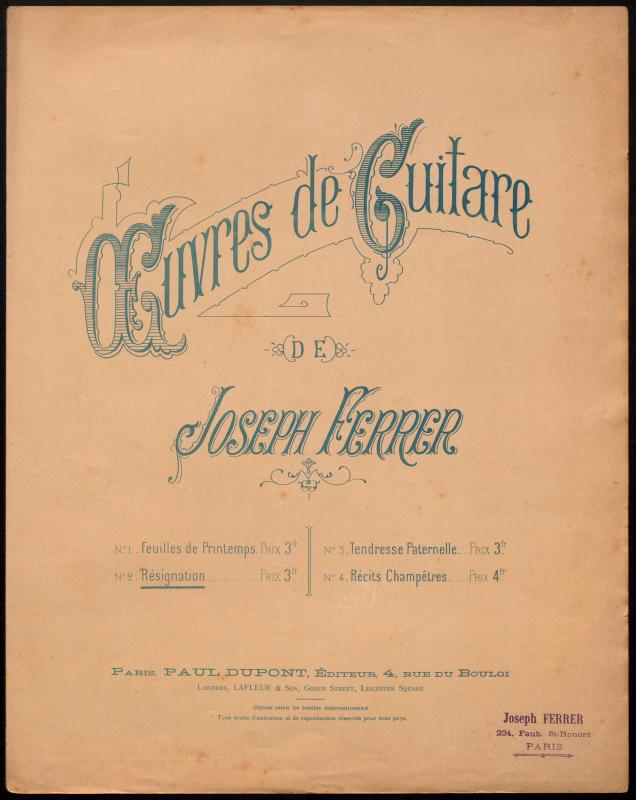 Œuvres de Guitare
DE
JOSEPH FERRER
No 1. Feuilles de Printemps. PRIX 3fr
No 2. Résignation PRIX 3fr
No 3. Tendresse Paternelle. PRIX 3fr
No 4. Récits Champêtres. PRIX 4fr
PARIS, PAUL DUPONT, ÉDITEUR, 4, RUE DU BOULOI
LONDRES, LAFLEUR & SON, GREEN STREET, LEICESTER SQUARE
Déposé selon les traités internationaux
Tous droits d'exécution et de reproduction réservés pour tous pays.
Joseph FERRER
234, Faub. St-Honoré
PARIS